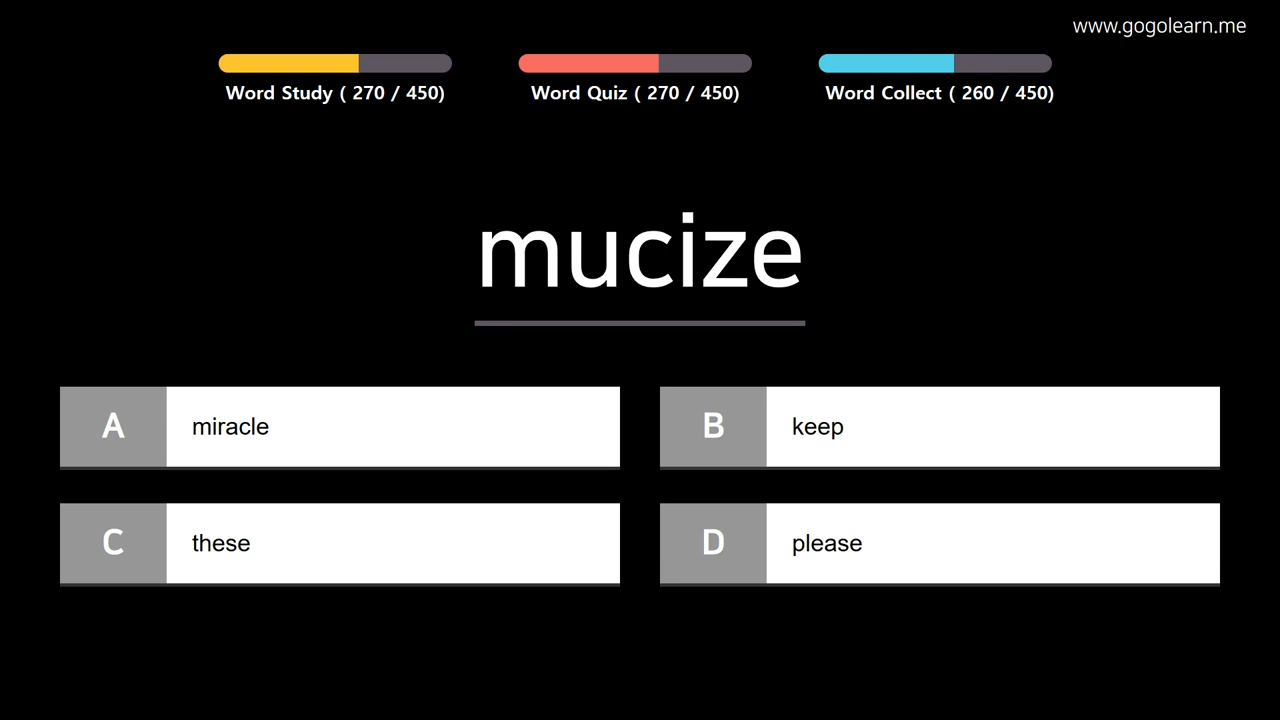 www.gogolearn.me
Word Study ( 270 / 450)
Word Quiz ( 270 / 450)
Word Collect ( 260 / 450)
mucize
A miracle
B keep
C these
D please